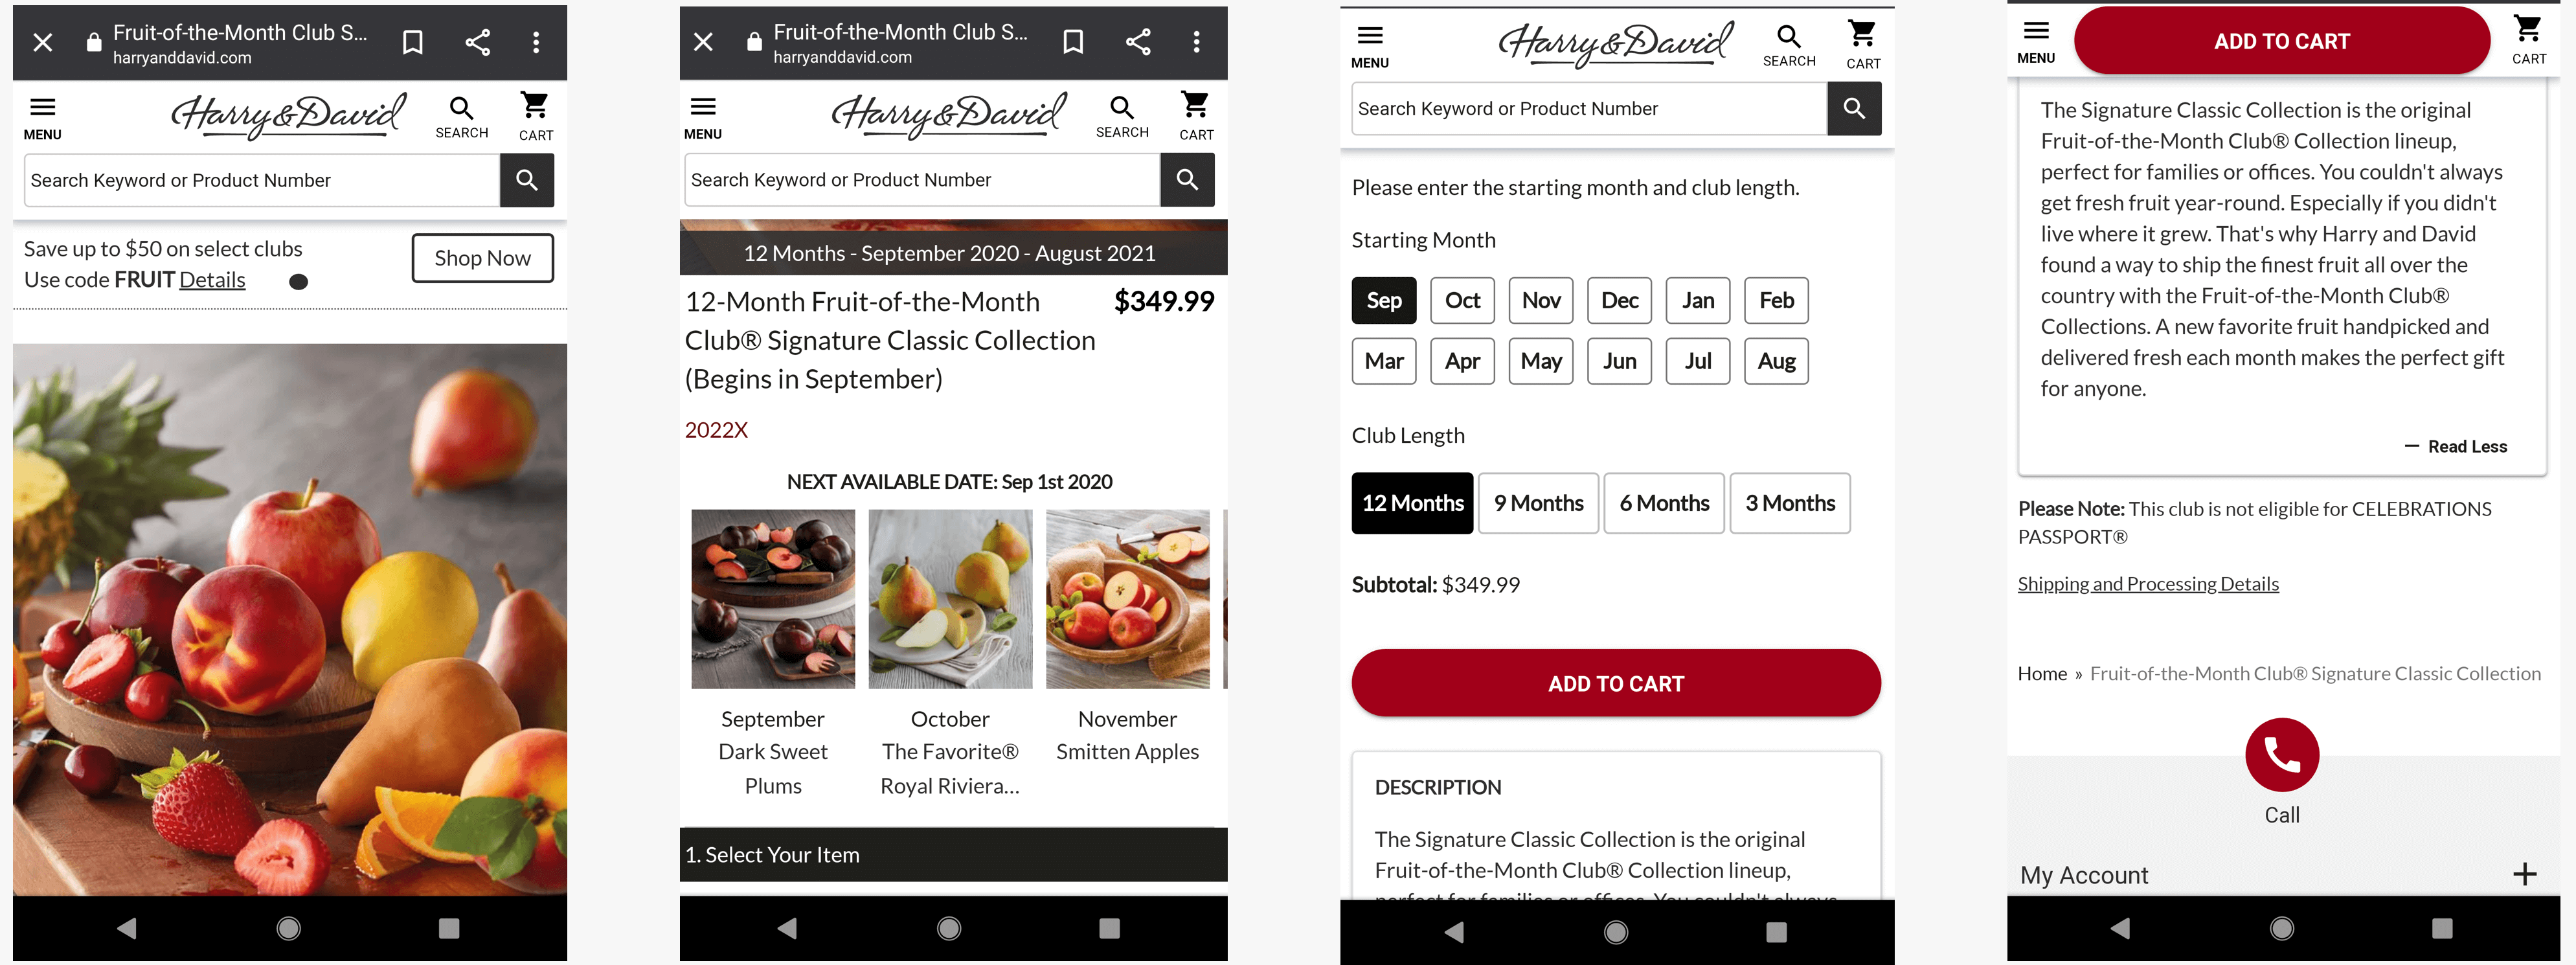 Fruit-of-the-Month Club S...
harryanddavid.com
MENU
Harry&David
SEARCH
CART
Search Keyword or Product Number
Save up to $50 on select clubs
Use code FRUIT Details
Shop Now
Fruit-of-the-Month Club S...
harryanddavid.com
MENU
Harry&David
SEARCH
CART
Search Keyword or Product Number
12 Months - September 2020 - August 2021
12-Month Fruit-of-the-Month
Club® Signature Classic Collection
(Begins in September)
$349.99
2022X
NEXT AVAILABLE DATE: Sep 1st 2020
September
Dark Sweet
Plums
October
The Favorite®
Royal Riviera...
November
Smitten Apples
1. Select Your Item
MENU
Harry&David
SEARCH
CART
Search Keyword or Product Number
Please enter the starting month and club length.
Starting Month
Sep Oct Nov Dec Jan Feb
Mar Apr May Jun Jul Aug
Club Length
12 Months 9 Months 6 Months 3 Months
Subtotal: $349.99
ADD TO CART
DESCRIPTION
The Signature Classic Collection is the original
Fruit-of-the-Month Club® Collection lineup,
perfect for families or offices. You couldn't always
MENU
ADD TO CART
CART
The Signature Classic Collection is the original
Fruit-of-the-Month Club® Collection lineup,
perfect for families or offices. You couldn't always
get fresh fruit year-round. Especially if you didn't
live where it grew. That's why Harry and David
found a way to ship the finest fruit all over the
country with the Fruit-of-the-Month Club®
Collections. A new favorite fruit handpicked and
delivered fresh each month makes the perfect gift
for anyone.
— Read Less
Please Note: This club is not eligible for CELEBRATIONS
PASSPORT®
Shipping and Processing Details
Home » Fruit-of-the-Month Club® Signature Classic Collection
Call
My Account +